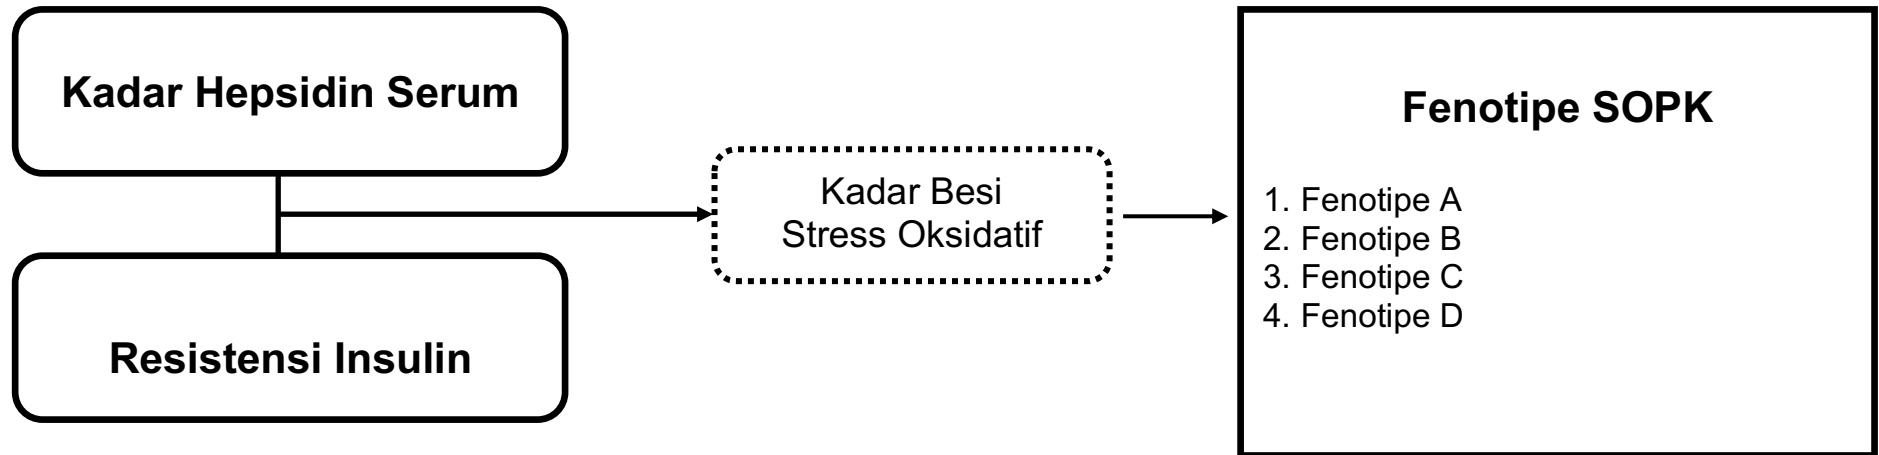 Kadar Hepsidin Serum
Resistensi Insulin
Kadar Besi
Stress Oksidatif
Fenotipe SOPK
1. Fenotipe A
2. Fenotipe B
3. Fenotipe C
4. Fenotipe D